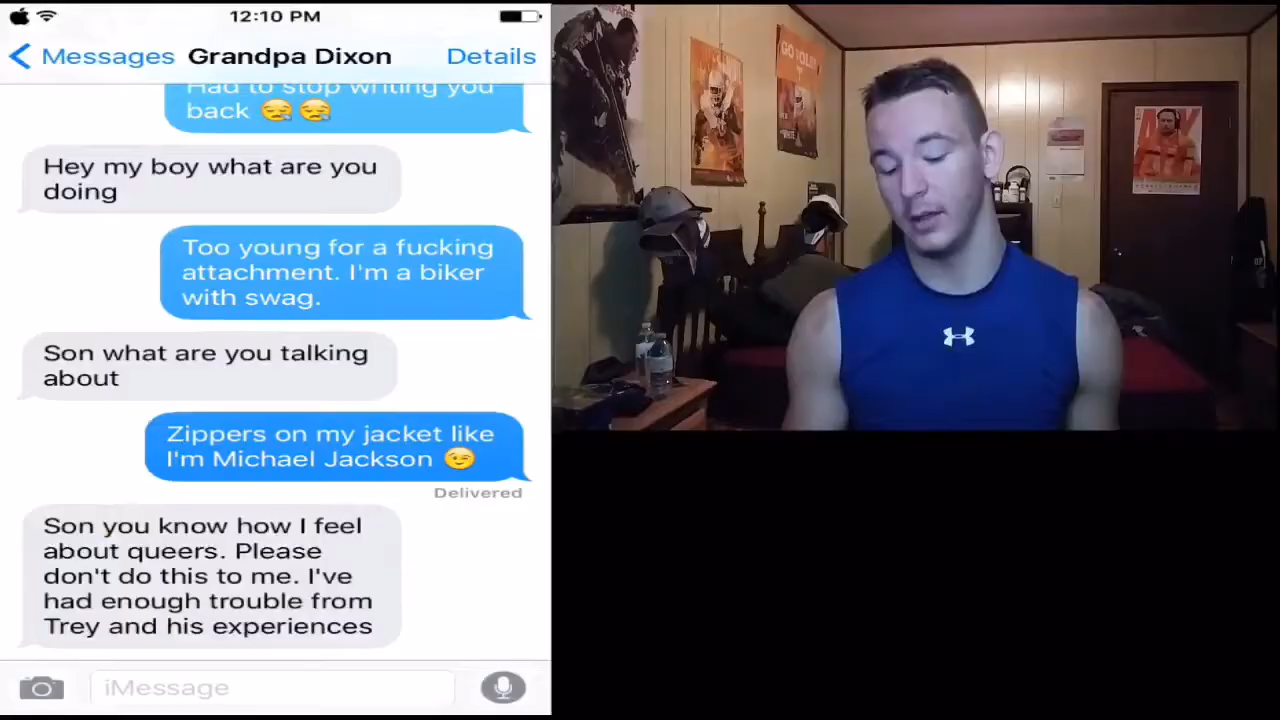 12:10 PM
Messages Grandpa Dixon Details
Had to stop writing you
back 😪 😪
Hey my boy what are you
doing
Too young for a fucking
attachment. I'm a biker
with swag.
Son what are you talking
about
Zippers on my jacket like
I'm Michael Jackson 😉
Delivered
Son you know how I feel
about queers. Please
don't do this to me. I've
had enough trouble from
Trey and his experiences
iMessage
GO VOLS!